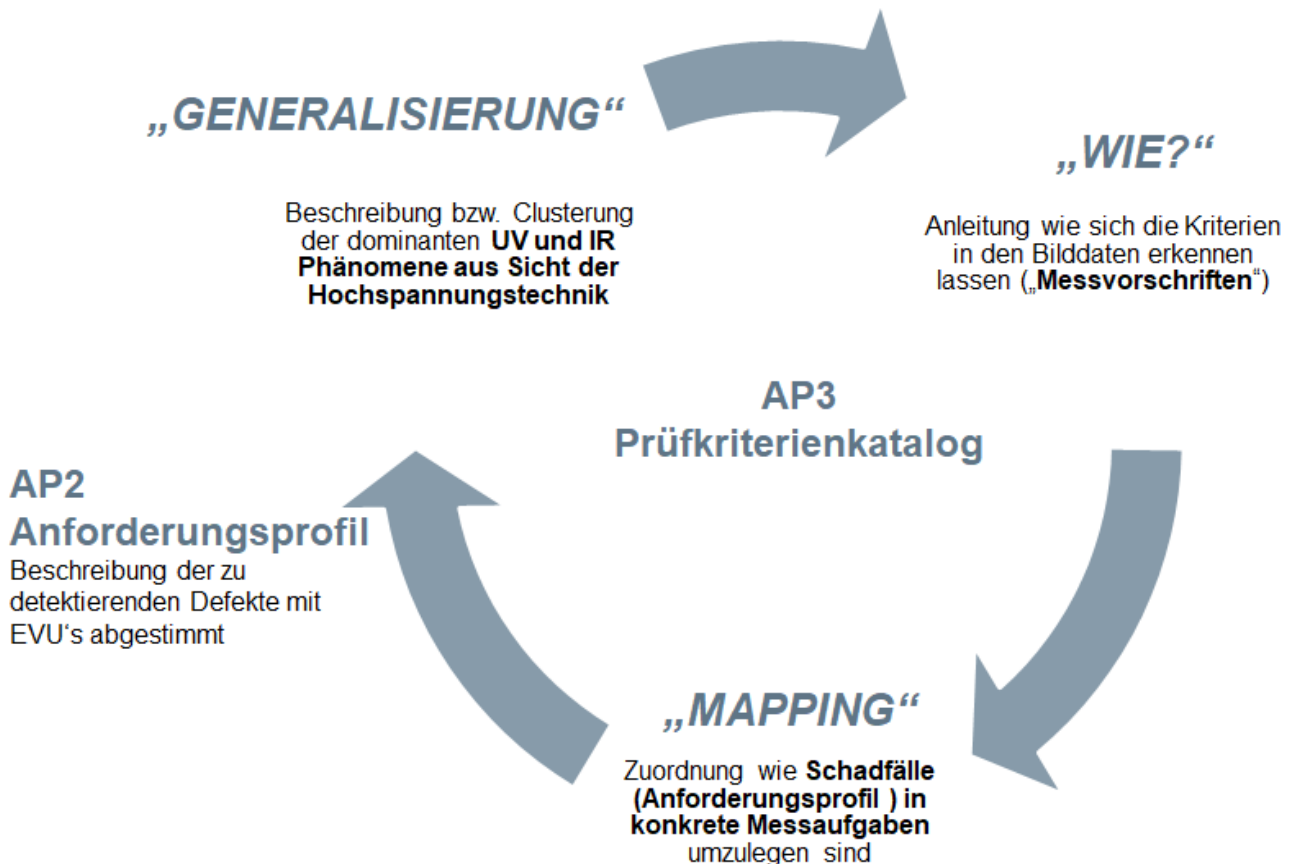 „GENERALISIERUNG“
Beschreibung bzw. Clusterung
der dominanten UV und IR
Phänomene aus Sicht der
Hochspannungstechnik
„WIE?“
Anleitung wie sich die Kriterien
in den Bilddaten erkennen
lassen („Messvorschriften“)
AP3
Prüfkriterienkatalog
AP2
Anforderungsprofil
Beschreibung der zu
detektierenden Defekte mit
EVU‘s abgestimmt
„MAPPING“
Zuordnung wie Schadfälle
(Anforderungsprofil ) in
konkrete Messaufgaben
umzulegen sind